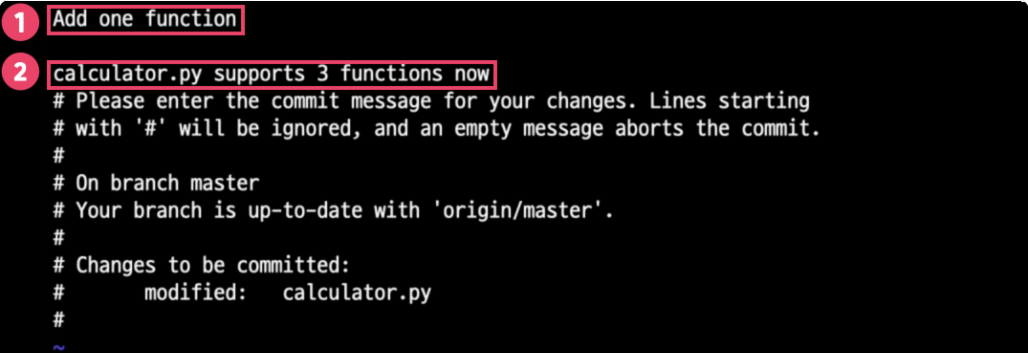 1 Add one function
2 calculator.py supports 3 functions now
# Please enter the commit message for your changes. Lines starting
# with '#' will be ignored, and an empty message aborts the commit.
#
# On branch master
# Your branch is up-to-date with 'origin/master'.
#
# Changes to be committed:
#       modified:   calculator.py
#
~